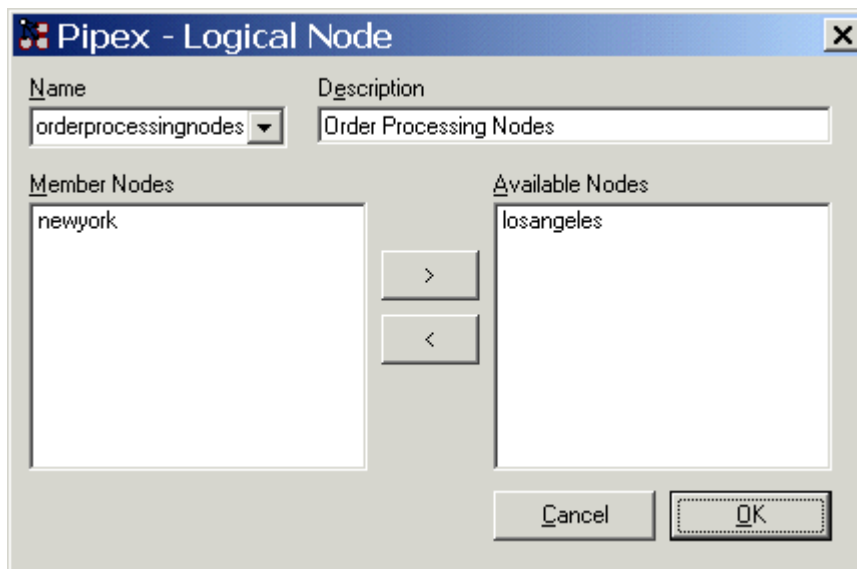 Pipex - Logical Node
Name Description
orderprocessingnodes Order Processing Nodes
Member Nodes Available Nodes
newyork losangeles
>
<
Cancel OK